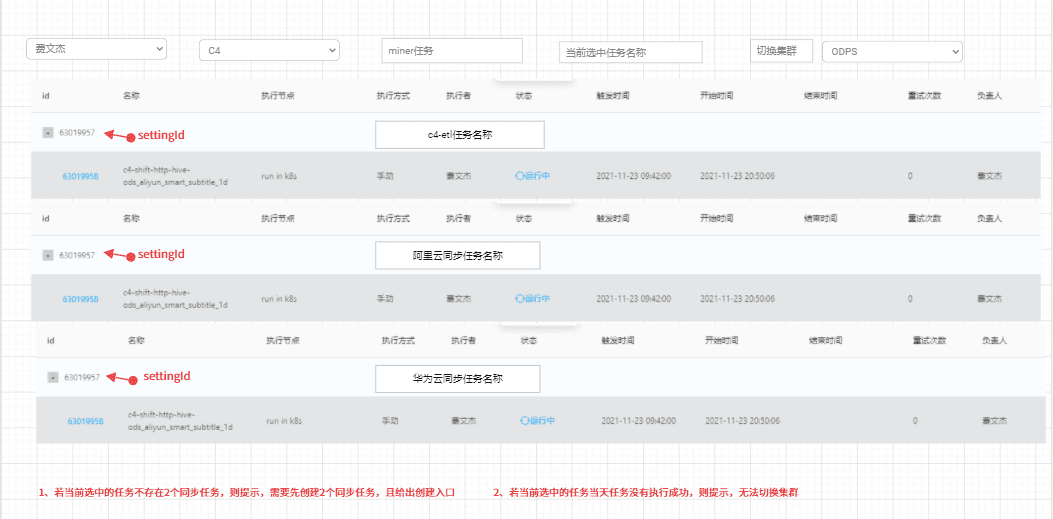 费文杰 C4 miner任务 当前选中任务名称 切换集群 ODPS
id 名称 执行节点 执行方式 执行者 状态 触发时间 开始时间 结束时间 重试次数 负责人
- 63019957 settingId c4-etl任务名称
63019958 c4-shift-http-hive- run in k8s 手动 费文杰 运行中 2021-11-23 09:42:00 2021-11-23 20:50:06 0 费文杰
ods_aliyun_smart_subtitle_1d
id 名称 执行节点 执行方式 执行者 状态 触发时间 开始时间 结束时间 重试次数 负责人
- 63019957 settingId 阿里云同步任务名称
63019958 c4-shift-http-hive- run in k8s 手动 费文杰 运行中 2021-11-23 09:42:00 2021-11-23 20:50:06 0 费文杰
ods_aliyun_smart_subtitle_1d
id 名称 执行节点 执行方式 执行者 状态 触发时间 开始时间 结束时间 重试次数 负责人
- 63019957 settingId 华为云同步任务名称
63019958 c4-shift-http-hive- run in k8s 手动 费文杰 运行中 2021-11-23 09:42:00 2021-11-23 20:50:06 0 费文杰
ods_aliyun_smart_subtitle_1d
1、若当前选中的任务不存在2个同步任务，则提示，需要先创建2个同步任务，且给出创建入口 2、若当前选中的任务当天任务没有执行成功，则提示，无法切换集群